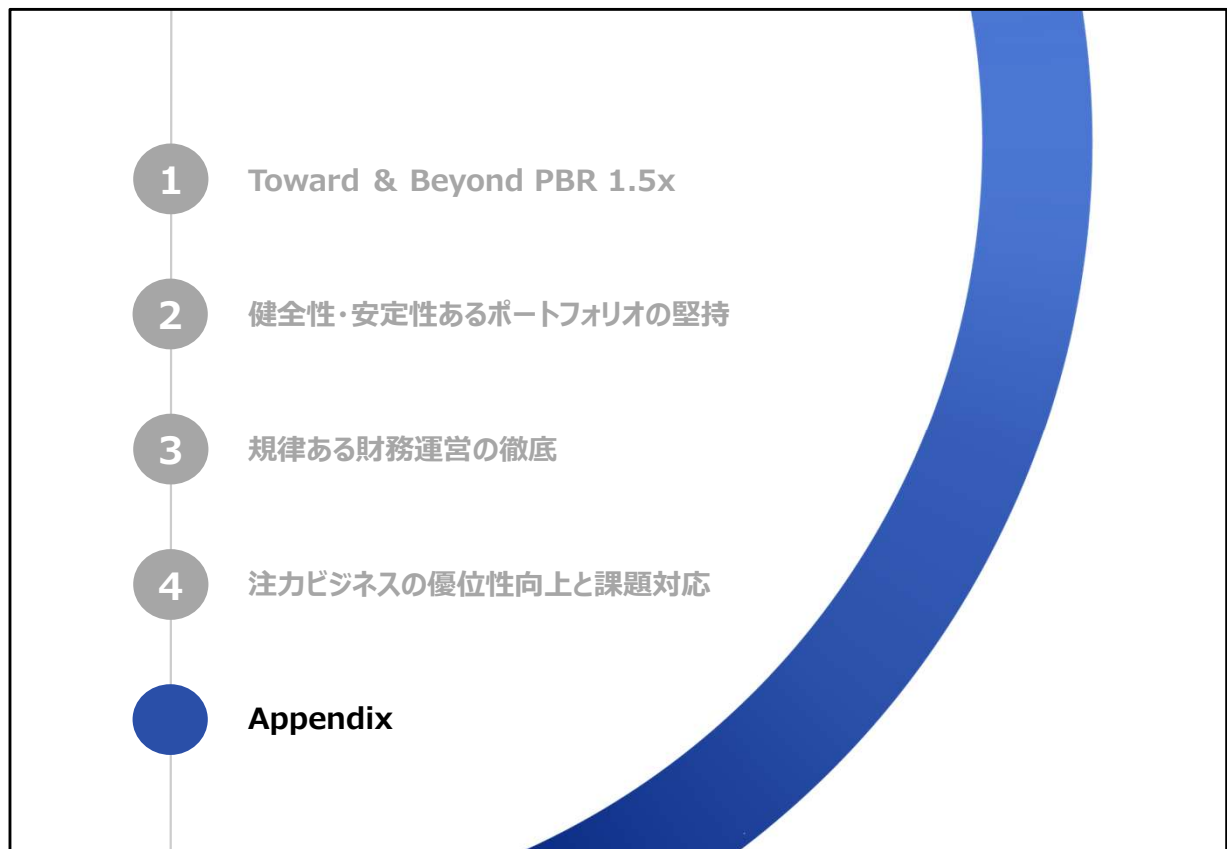 1 Toward & Beyond PBR 1.5x
2 健全性・安定性あるポートフォリオの堅持
3 規律ある財務運営の徹底
4 注力ビジネスの優位性向上と課題対応
Appendix